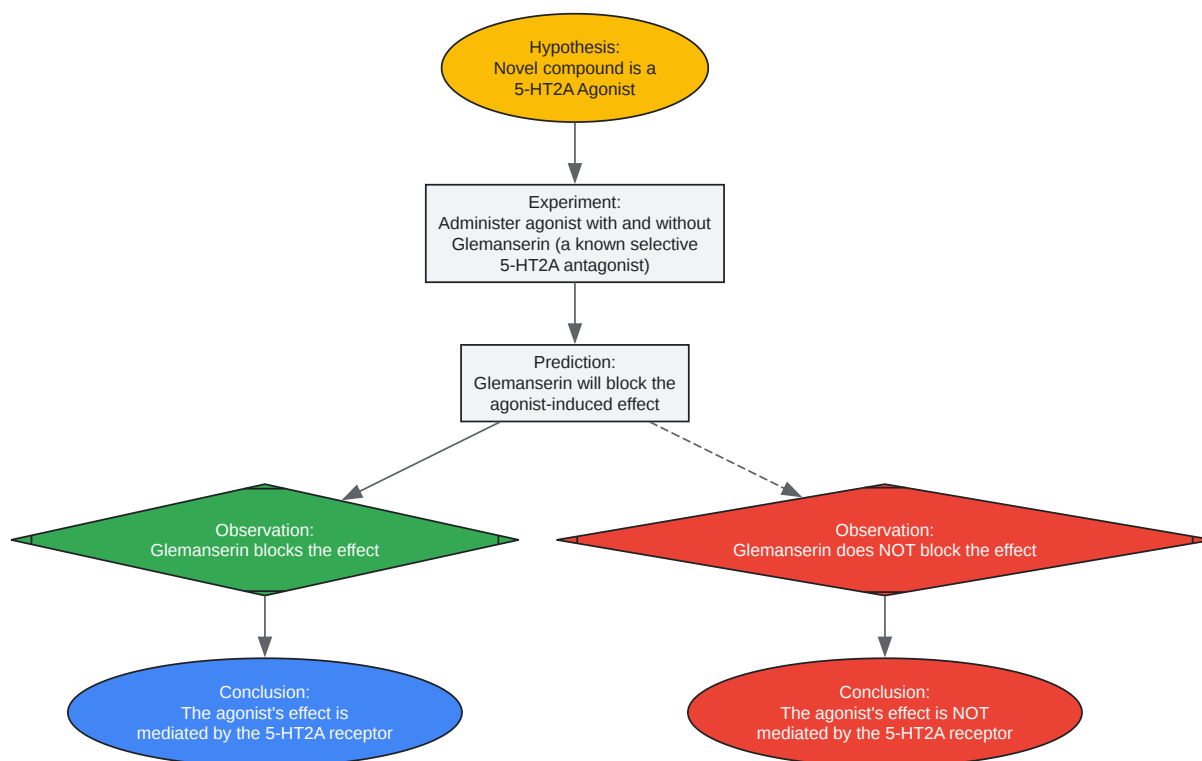 Hypothesis:
Novel compound is a
5-HT2A Agonist
Experiment:
Administer agonist with and without
Glemanserin (a known selective
5-HT2A antagonist)
Prediction:
Glemanserin will block the
agonist-induced effect
Observation:
Glemanserin blocks the effect
Observation:
Glemanserin does NOT block the effect
Conclusion:
The agonist's effect is
mediated by the 5-HT2A receptor
Conclusion:
The agonist's effect is NOT
mediated by the 5-HT2A receptor